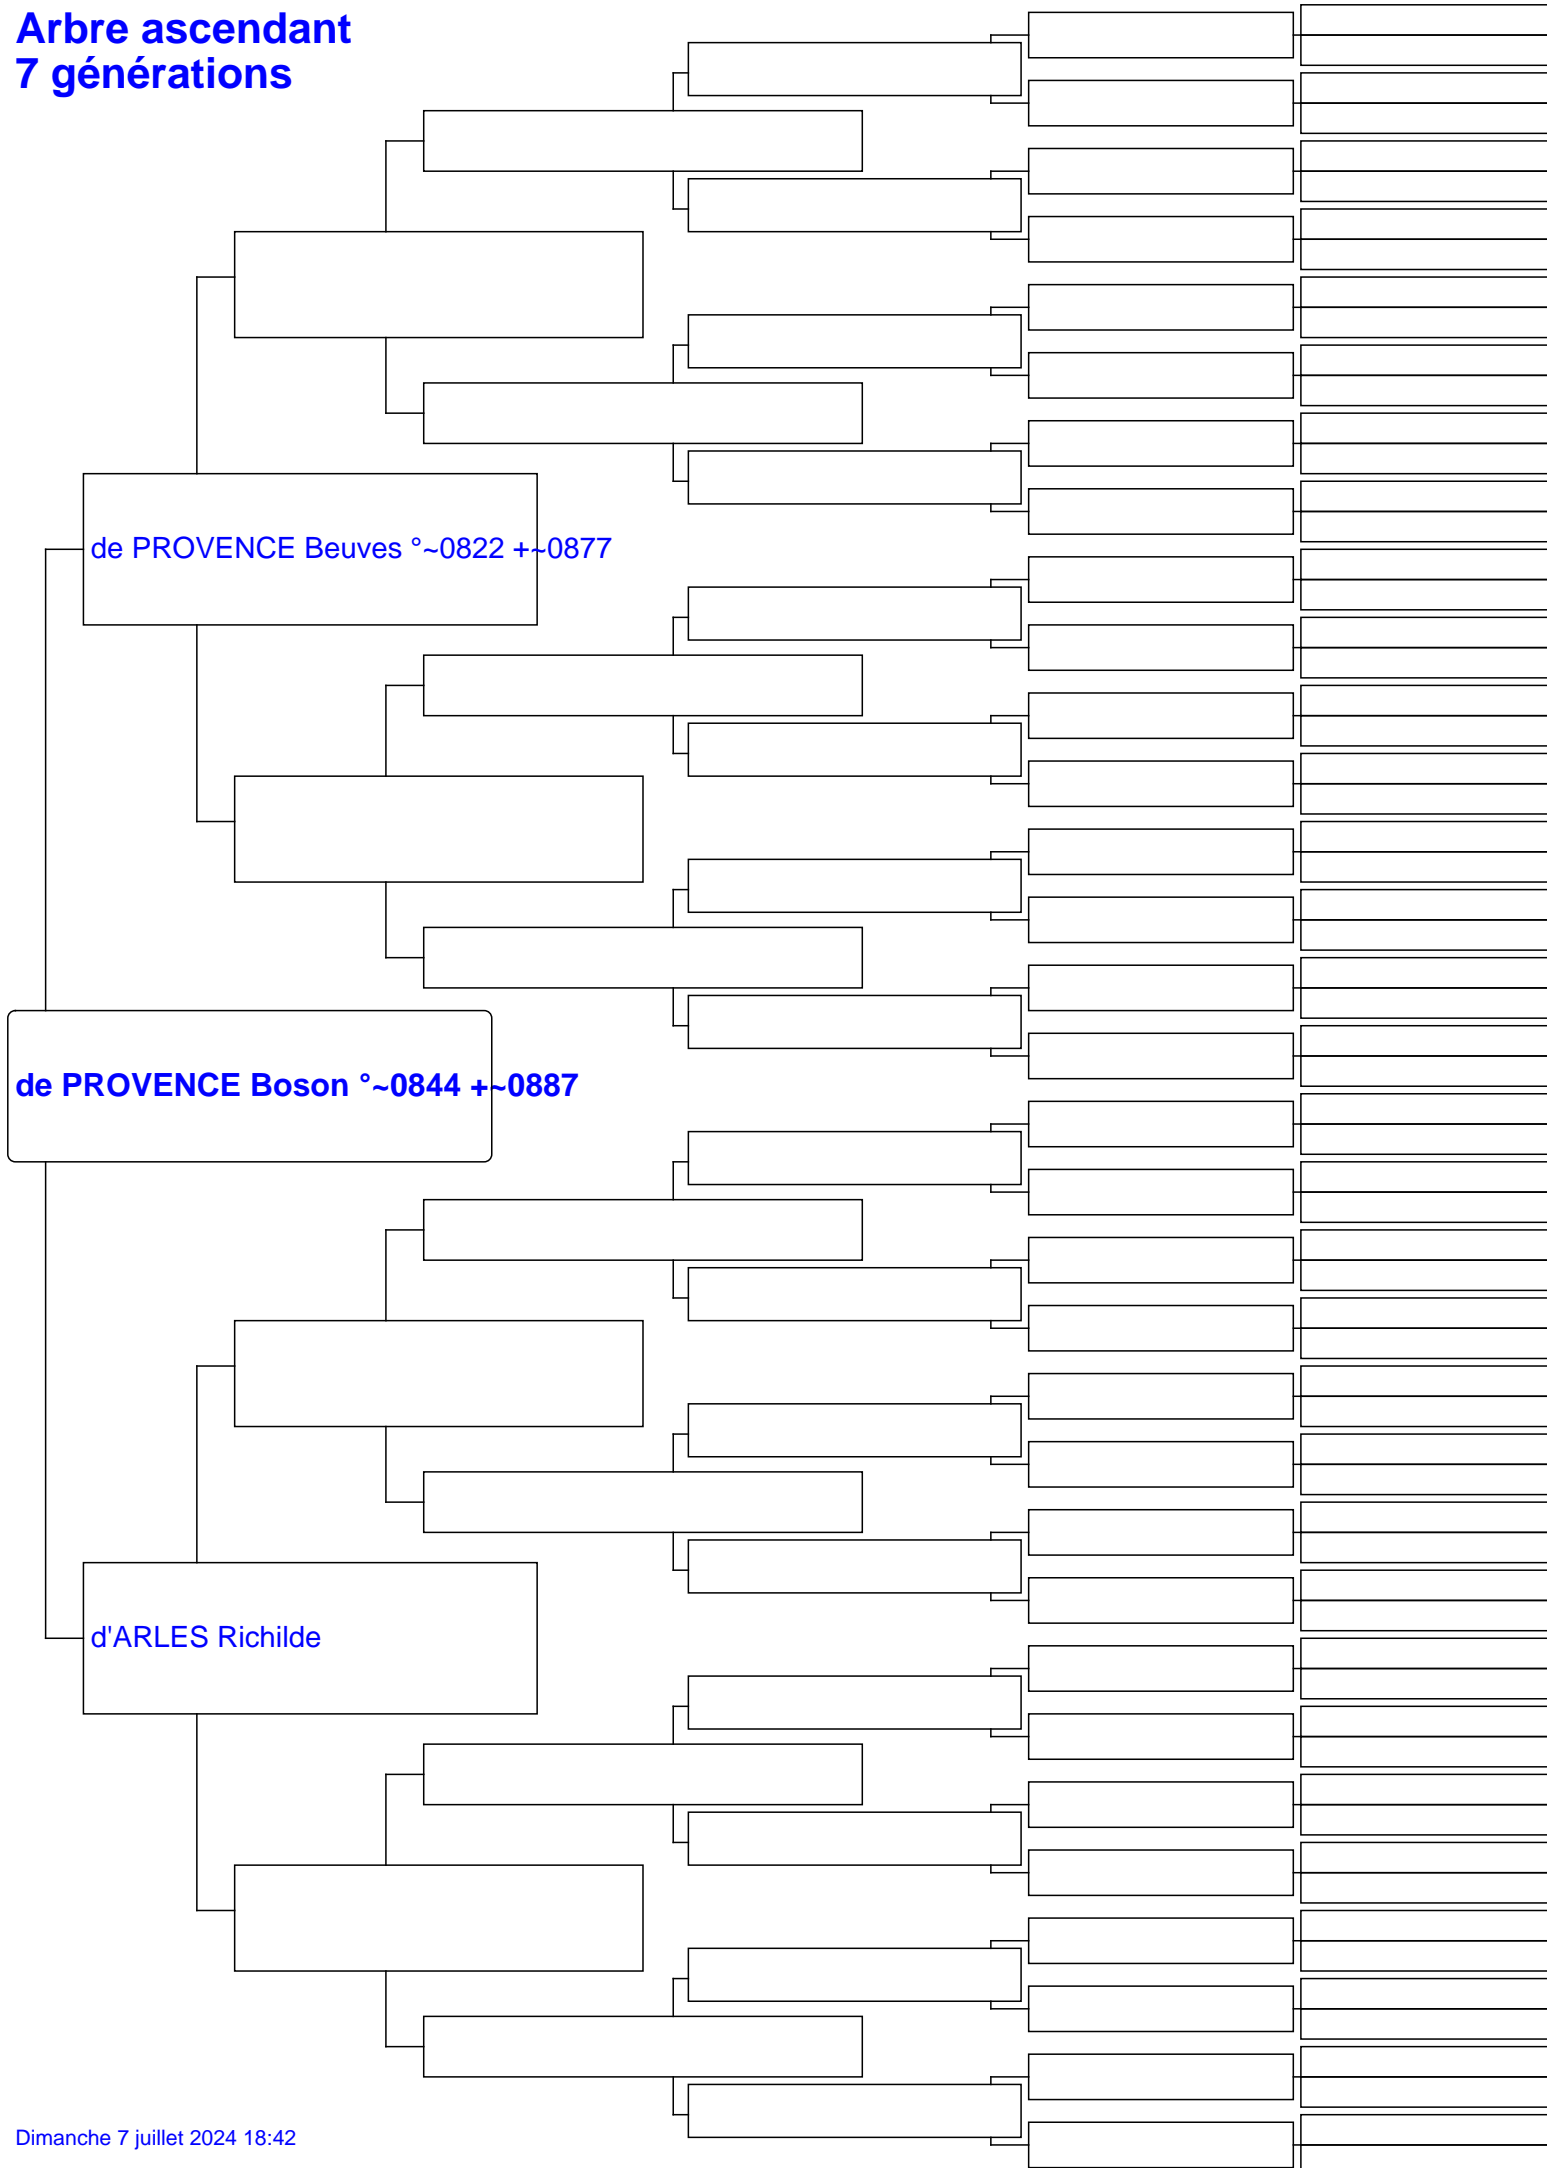 Arbre ascendant
7 générations
de PROVENCE Beuves °~0822 +~0877
de PROVENCE Boson °~0844 +~0887
d'ARLES Richilde
Dimanche 7 juillet 2024 18:42